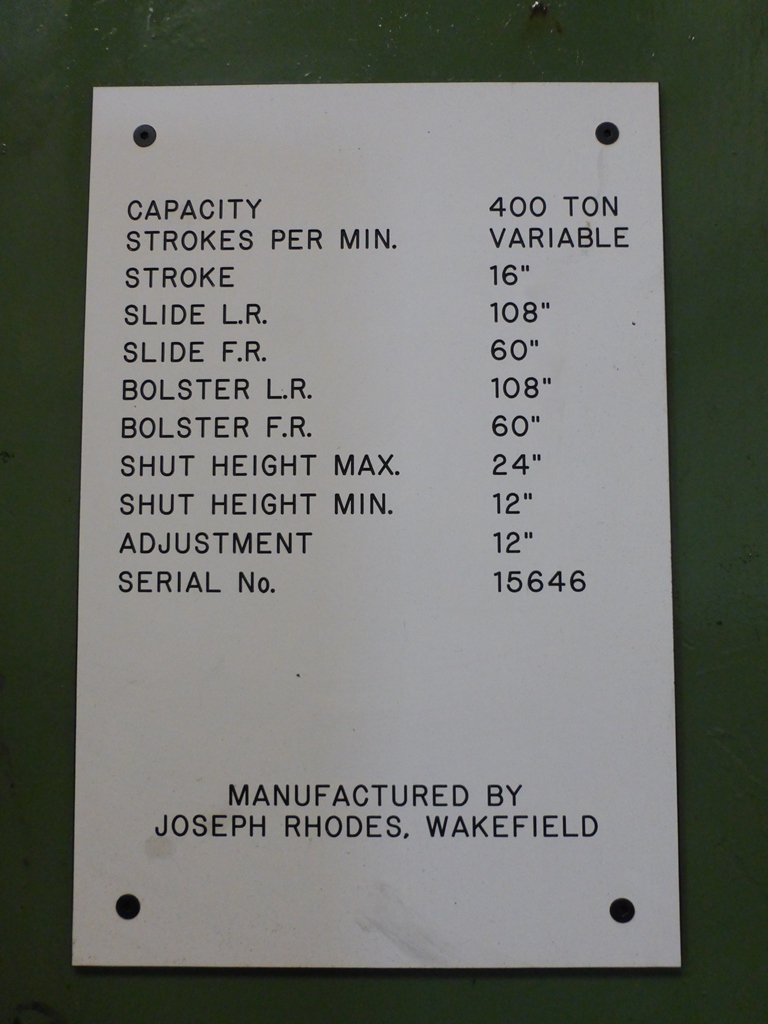 CAPACITY 400 TON
STROKES PER MIN. VARIABLE
STROKE 16"
SLIDE L.R. 108"
SLIDE F.R. 60"
BOLSTER L.R. 108"
BOLSTER F.R. 60"
SHUT HEIGHT MAX. 24"
SHUT HEIGHT MIN. 12"
ADJUSTMENT 12"
SERIAL No. 15646
MANUFACTURED BY
JOSEPH RHODES, WAKEFIELD